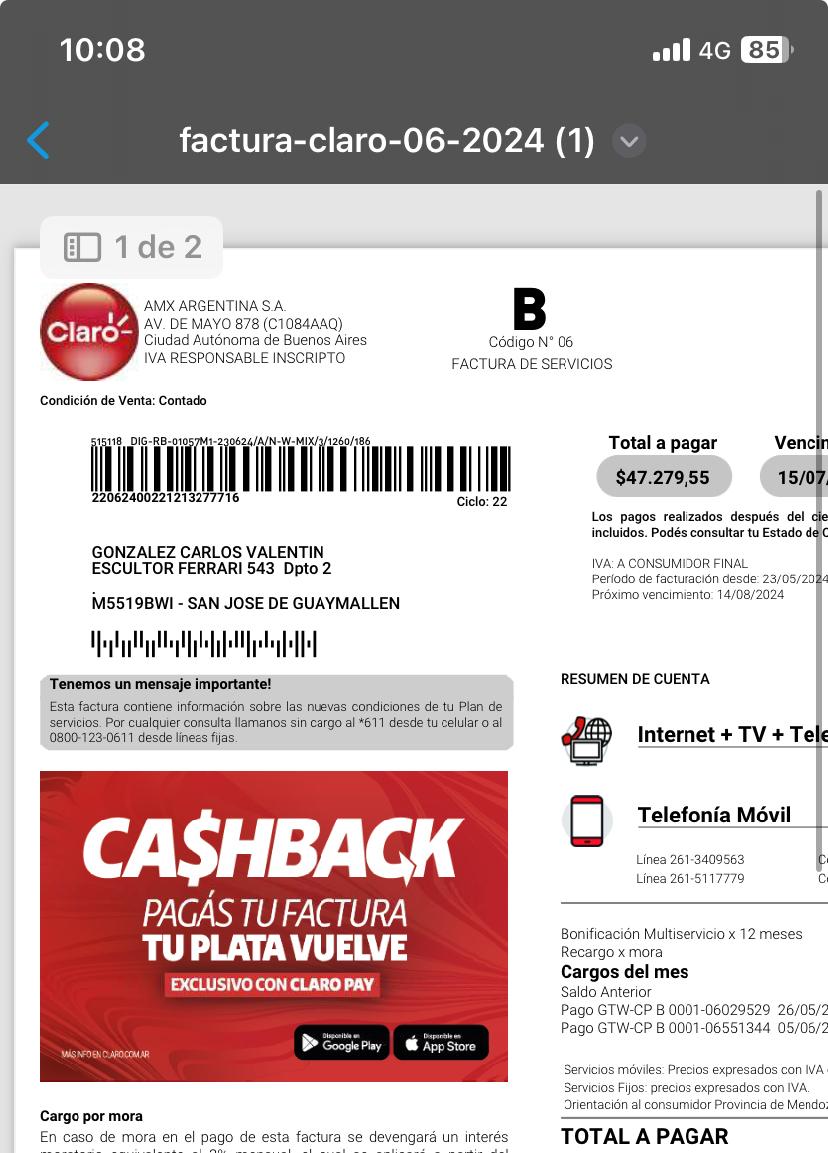 10:08
4G 85
factura-claro-06-2024 (1)
1 de 2
Claro
AMX ARGENTINA S.A.
AV. DE MAYO 878 (C1084AAQ)
Ciudad Autónoma de Buenos Aires
IVA RESPONSABLE INSCRIPTO
B
Código N° 06
FACTURA DE SERVICIOS
Condición de Venta: Contado
515118 DIG-RB-01057M1-230624/A/N-W-MIX/3/1260/186
22062400221213277716
Ciclo: 22
GONZALEZ CARLOS VALENTIN
ESCULTOR FERRARI 543 Dpto 2
.
M5519BWI - SAN JOSE DE GUAYMALLEN
Tenemos un mensaje importante!
Esta factura contiene información sobre las nuevas condiciones de tu Plan de
servicios. Por cualquier consulta llamanos sin cargo al *611 desde tu celular o al
0800-123-0611 desde líneas fijas.
CA$HBACK
PAGÁS TU FACTURA
TU PLATA VUELVE
EXCLUSIVO CON CLARO PAY
Disponible en
Google Play
Disponible en
App Store
MÁS INFO EN CLARO.COM.AR
Cargo por mora
En caso de mora en el pago de esta factura se devengará un interés
Total a pagar
$47.279,55
Vencin
15/07/
Los pagos realizados después del cie
incluidos. Podés consultar tu Estado de C
IVA: A CONSUMIDOR FINAL
Período de facturación desde: 23/05/2024
Próximo vencimiento: 14/08/2024
RESUMEN DE CUENTA
Internet + TV + Tele
Telefonía Móvil
Línea 261-3409563
Línea 261-5117779
Bonificación Multiservicio x 12 meses
Recargo x mora
Cargos del mes
Saldo Anterior
Pago GTW-CP B 0001-06029529 26/05/2
Pago GTW-CP B 0001-06551344 05/06/2
Servicios móviles: Precios expresados con IVA
Servicios Fijos: precios expresados con IVA.
Orientación al consumidor Provincia de Mendoz
TOTAL A PAGAR